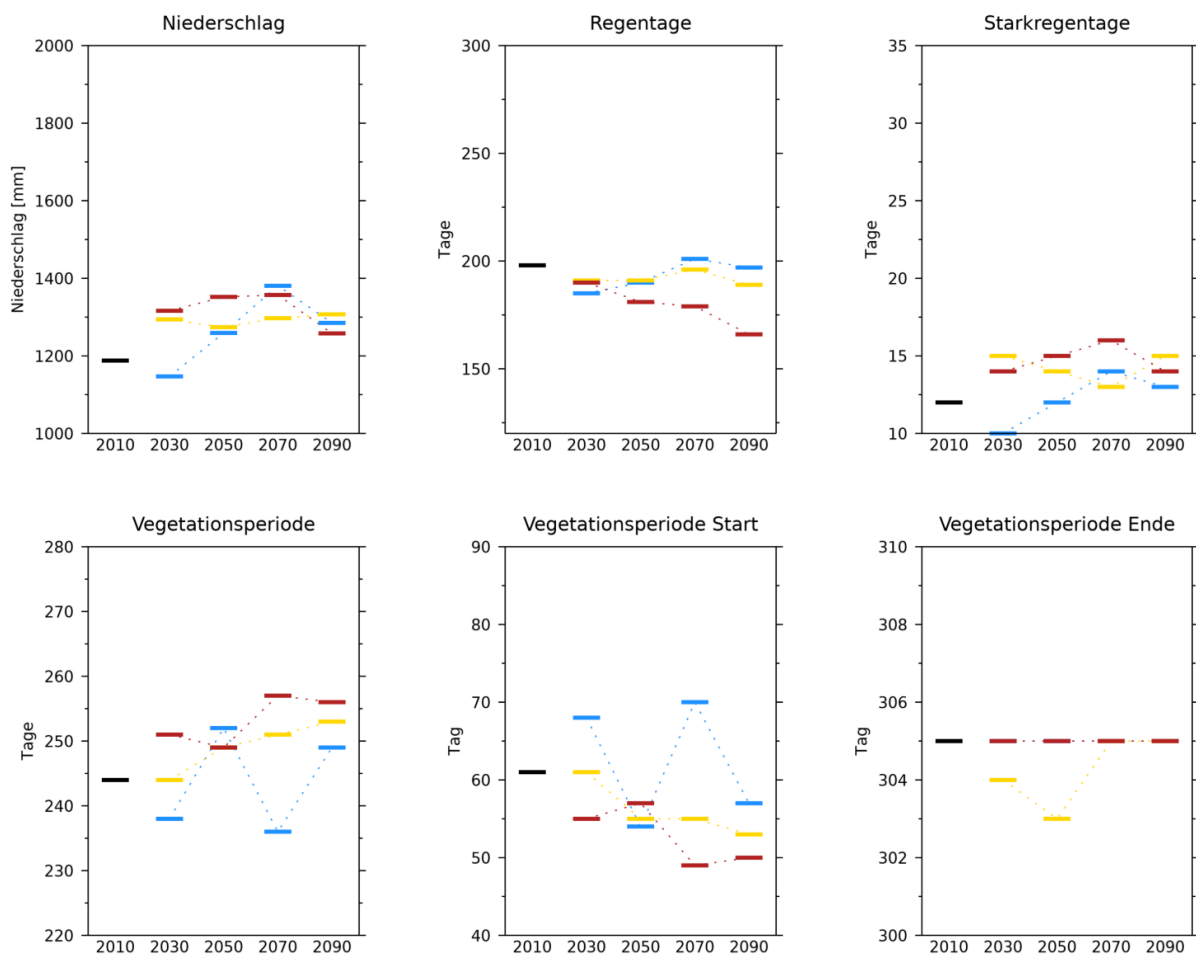 Niederschlag
Regentage
Starkregentage
Niederschlag [mm]
2000
1800
1600
1400
1200
1000
2010 2030 2050 2070 2090
Tage
300
250
200
150
2010 2030 2050 2070 2090
Tage
35
30
25
20
15
10
2010 2030 2050 2070 2090
Vegetationsperiode
Vegetationsperiode Start
Vegetationsperiode Ende
Tage
280
270
260
250
240
230
220
2010 2030 2050 2070 2090
Tag
90
80
70
60
50
40
2010 2030 2050 2070 2090
Tag
310
308
306
304
302
300
2010 2030 2050 2070 2090